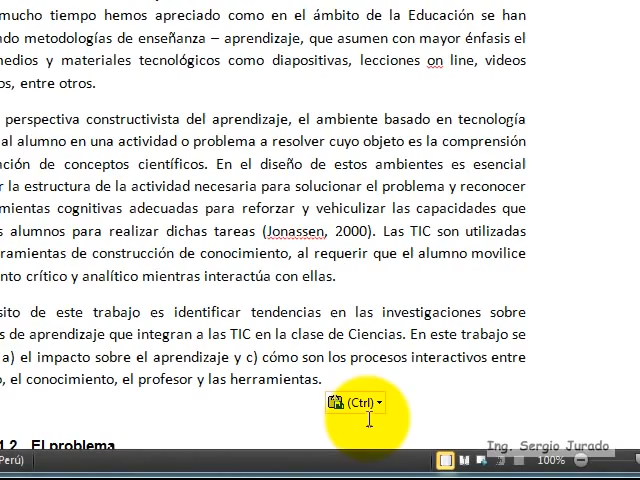 mucho tiempo hemos apreciado como en el ámbito de la Educación se han
ndo metodologías de enseñanza – aprendizaje, que asumen con mayor énfasis el
medios y materiales tecnológicos como diapositivas, lecciones on line, videos
os, entre otros.
perspectiva constructivista del aprendizaje, el ambiente basado en tecnología
al alumno en una actividad o problema a resolver cuyo objeto es la comprensión
ación de conceptos científicos. En el diseño de estos ambientes es esencial
r la estructura de la actividad necesaria para solucionar el problema y reconocer
mientas cognitivas adecuadas para reforzar y vehiculizar las capacidades que
s alumnos para realizar dichas tareas (Jonassen, 2000). Las TIC son utilizadas
rramientas de construcción de conocimiento, al requerir que el alumno movilice
nto crítico y analítico mientras interactúa con ellas.
sito de este trabajo es identificar tendencias en las investigaciones sobre
s de aprendizaje que integran a las TIC en la clase de Ciencias. En este trabajo se
a) el impacto sobre el aprendizaje y c) cómo son los procesos interactivos entre
o, el conocimiento, el profesor y las herramientas.
(Ctrl)
1.2 El problema
Ing. Sergio Jurado
Perú)
100%